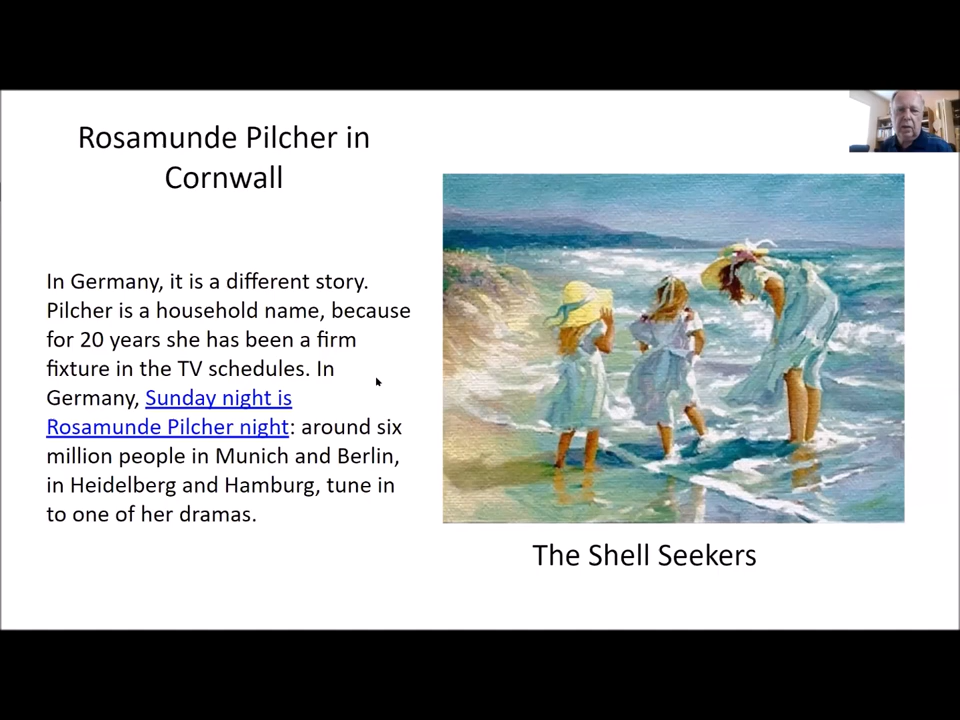 Rosamunde Pilcher in
Cornwall
In Germany, it is a different story.
Pilcher is a household name, because
for 20 years she has been a firm
fixture in the TV schedules. In
Germany, Sunday night is
Rosamunde Pilcher night: around six
million people in Munich and Berlin,
in Heidelberg and Hamburg, tune in
to one of her dramas.
The Shell Seekers